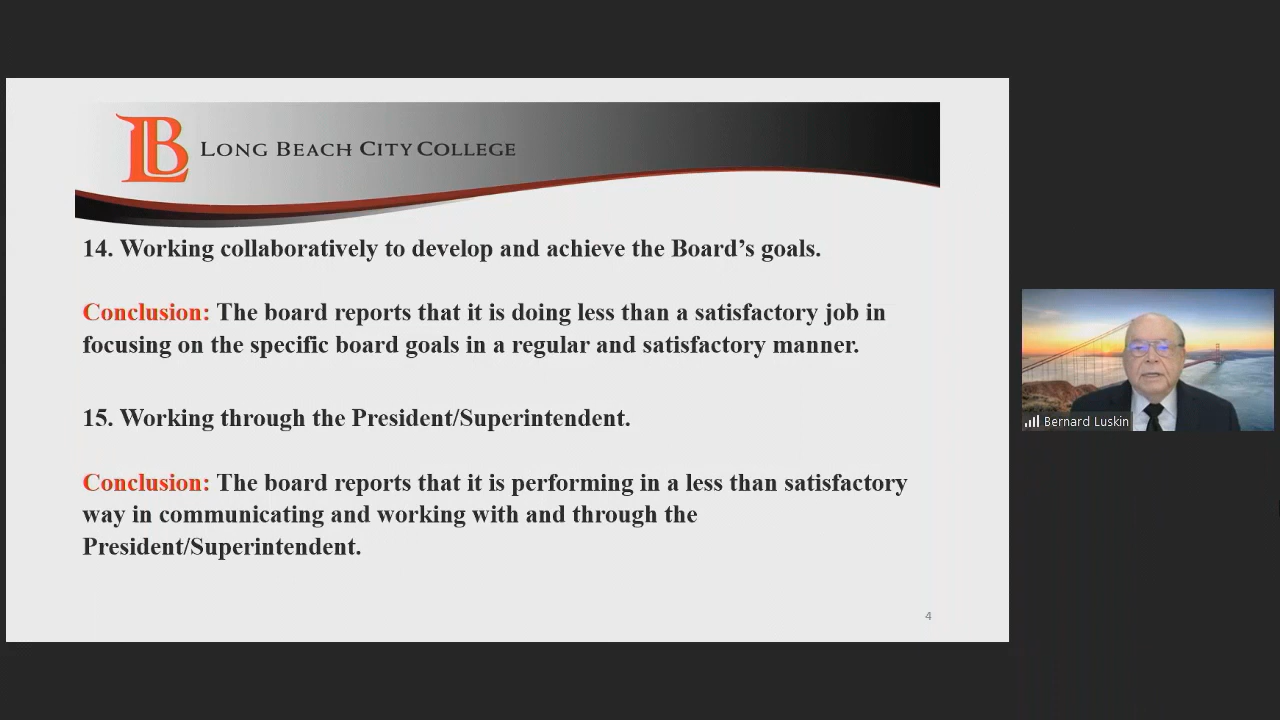 LB LONG BEACH CITY COLLEGE
14. Working collaboratively to develop and achieve the Board’s goals.
Conclusion: The board reports that it is doing less than a satisfactory job in
focusing on the specific board goals in a regular and satisfactory manner.
15. Working through the President/Superintendent.
Conclusion: The board reports that it is performing in a less than satisfactory
way in communicating and working with and through the
President/Superintendent.
4
Bernard Luskin